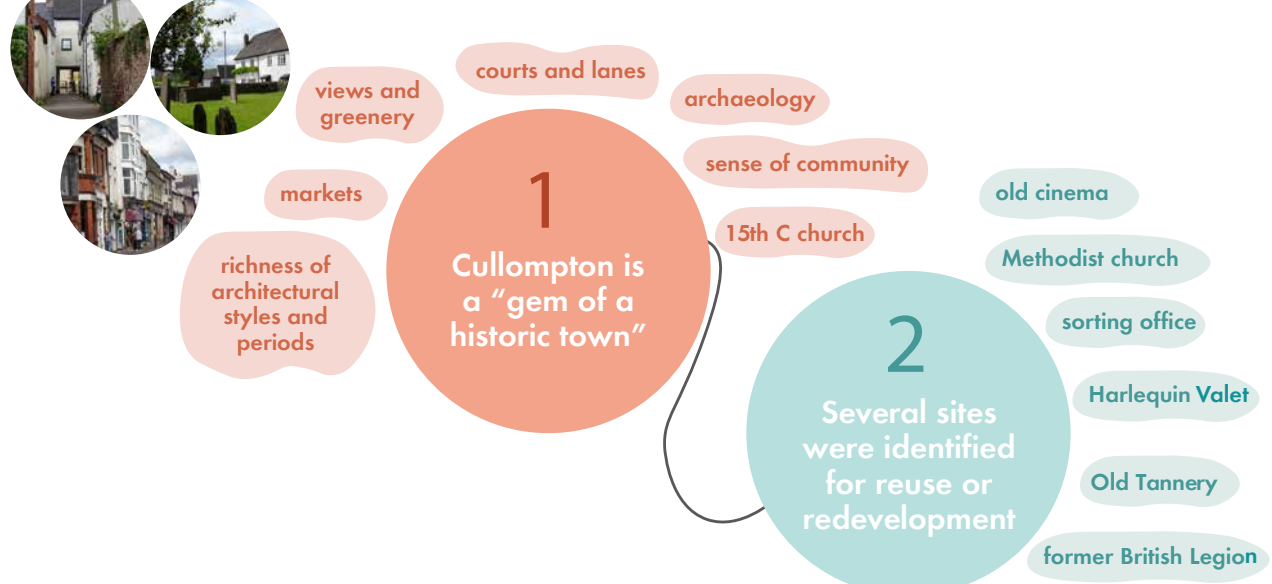 courts and lanes
views and
greenery
archaeology
sense of community
markets
15th C church
richness of
architectural
styles and
periods
1
Cullompton is
a “gem of a
historic town”
old cinema
Methodist church
sorting office
Harlequin Valet
Old Tannery
former British Legion
2
Several sites
were identified
for reuse or
redevelopment